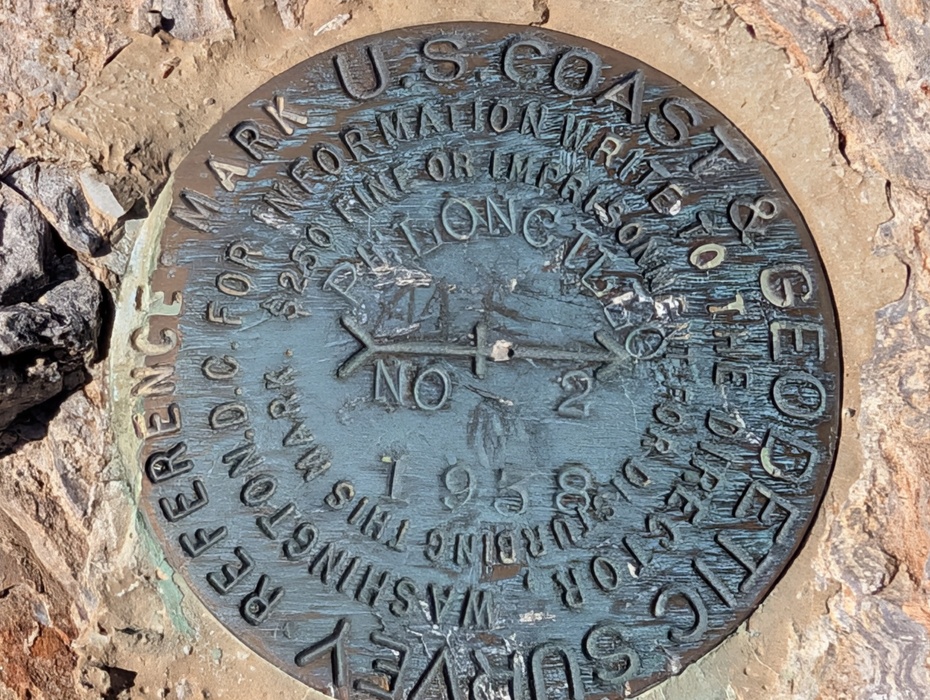 U.S. COAST & GEODETIC SURVEY
REFERENCE MARK
FOR INFORMATION WRITE TO THE DIRECTOR, WASHINGTON, D.C.
$250 FINE OR IMPRISONMENT FOR DISTURBING THIS MARK
NO 2
1958